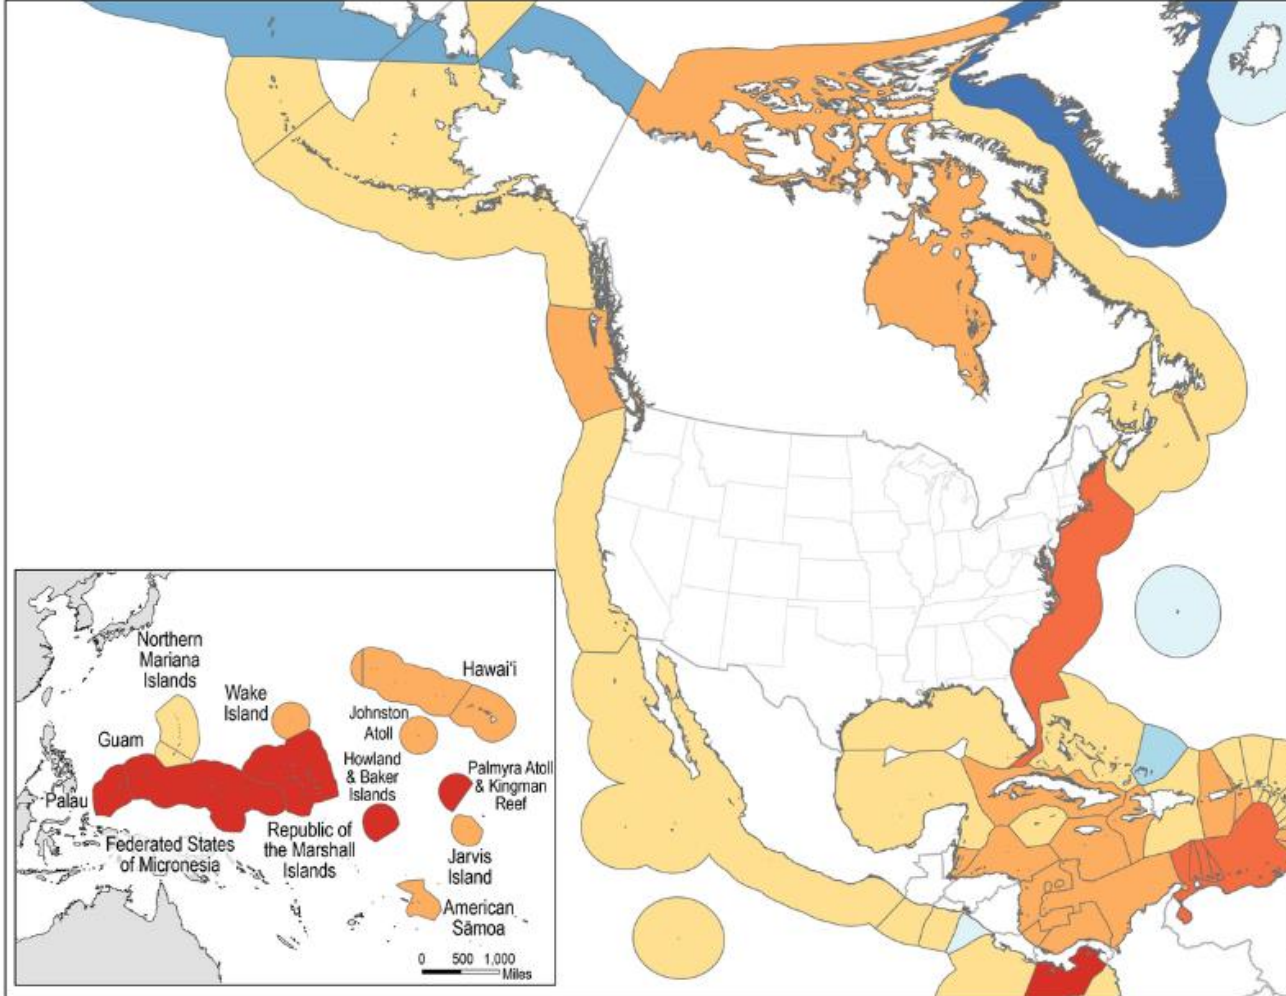 Northern
Mariana
Islands
Hawai‘i
Wake
Island
Johnston
Atoll
Guam
Howland
& Baker
Islands
Palmyra Atoll
& Kingman
Reef
Palau
Federated States
of Micronesia
Republic of
the Marshall
Islands
Jarvis
Island
American
Sāmoa
0 500 1,000
Miles